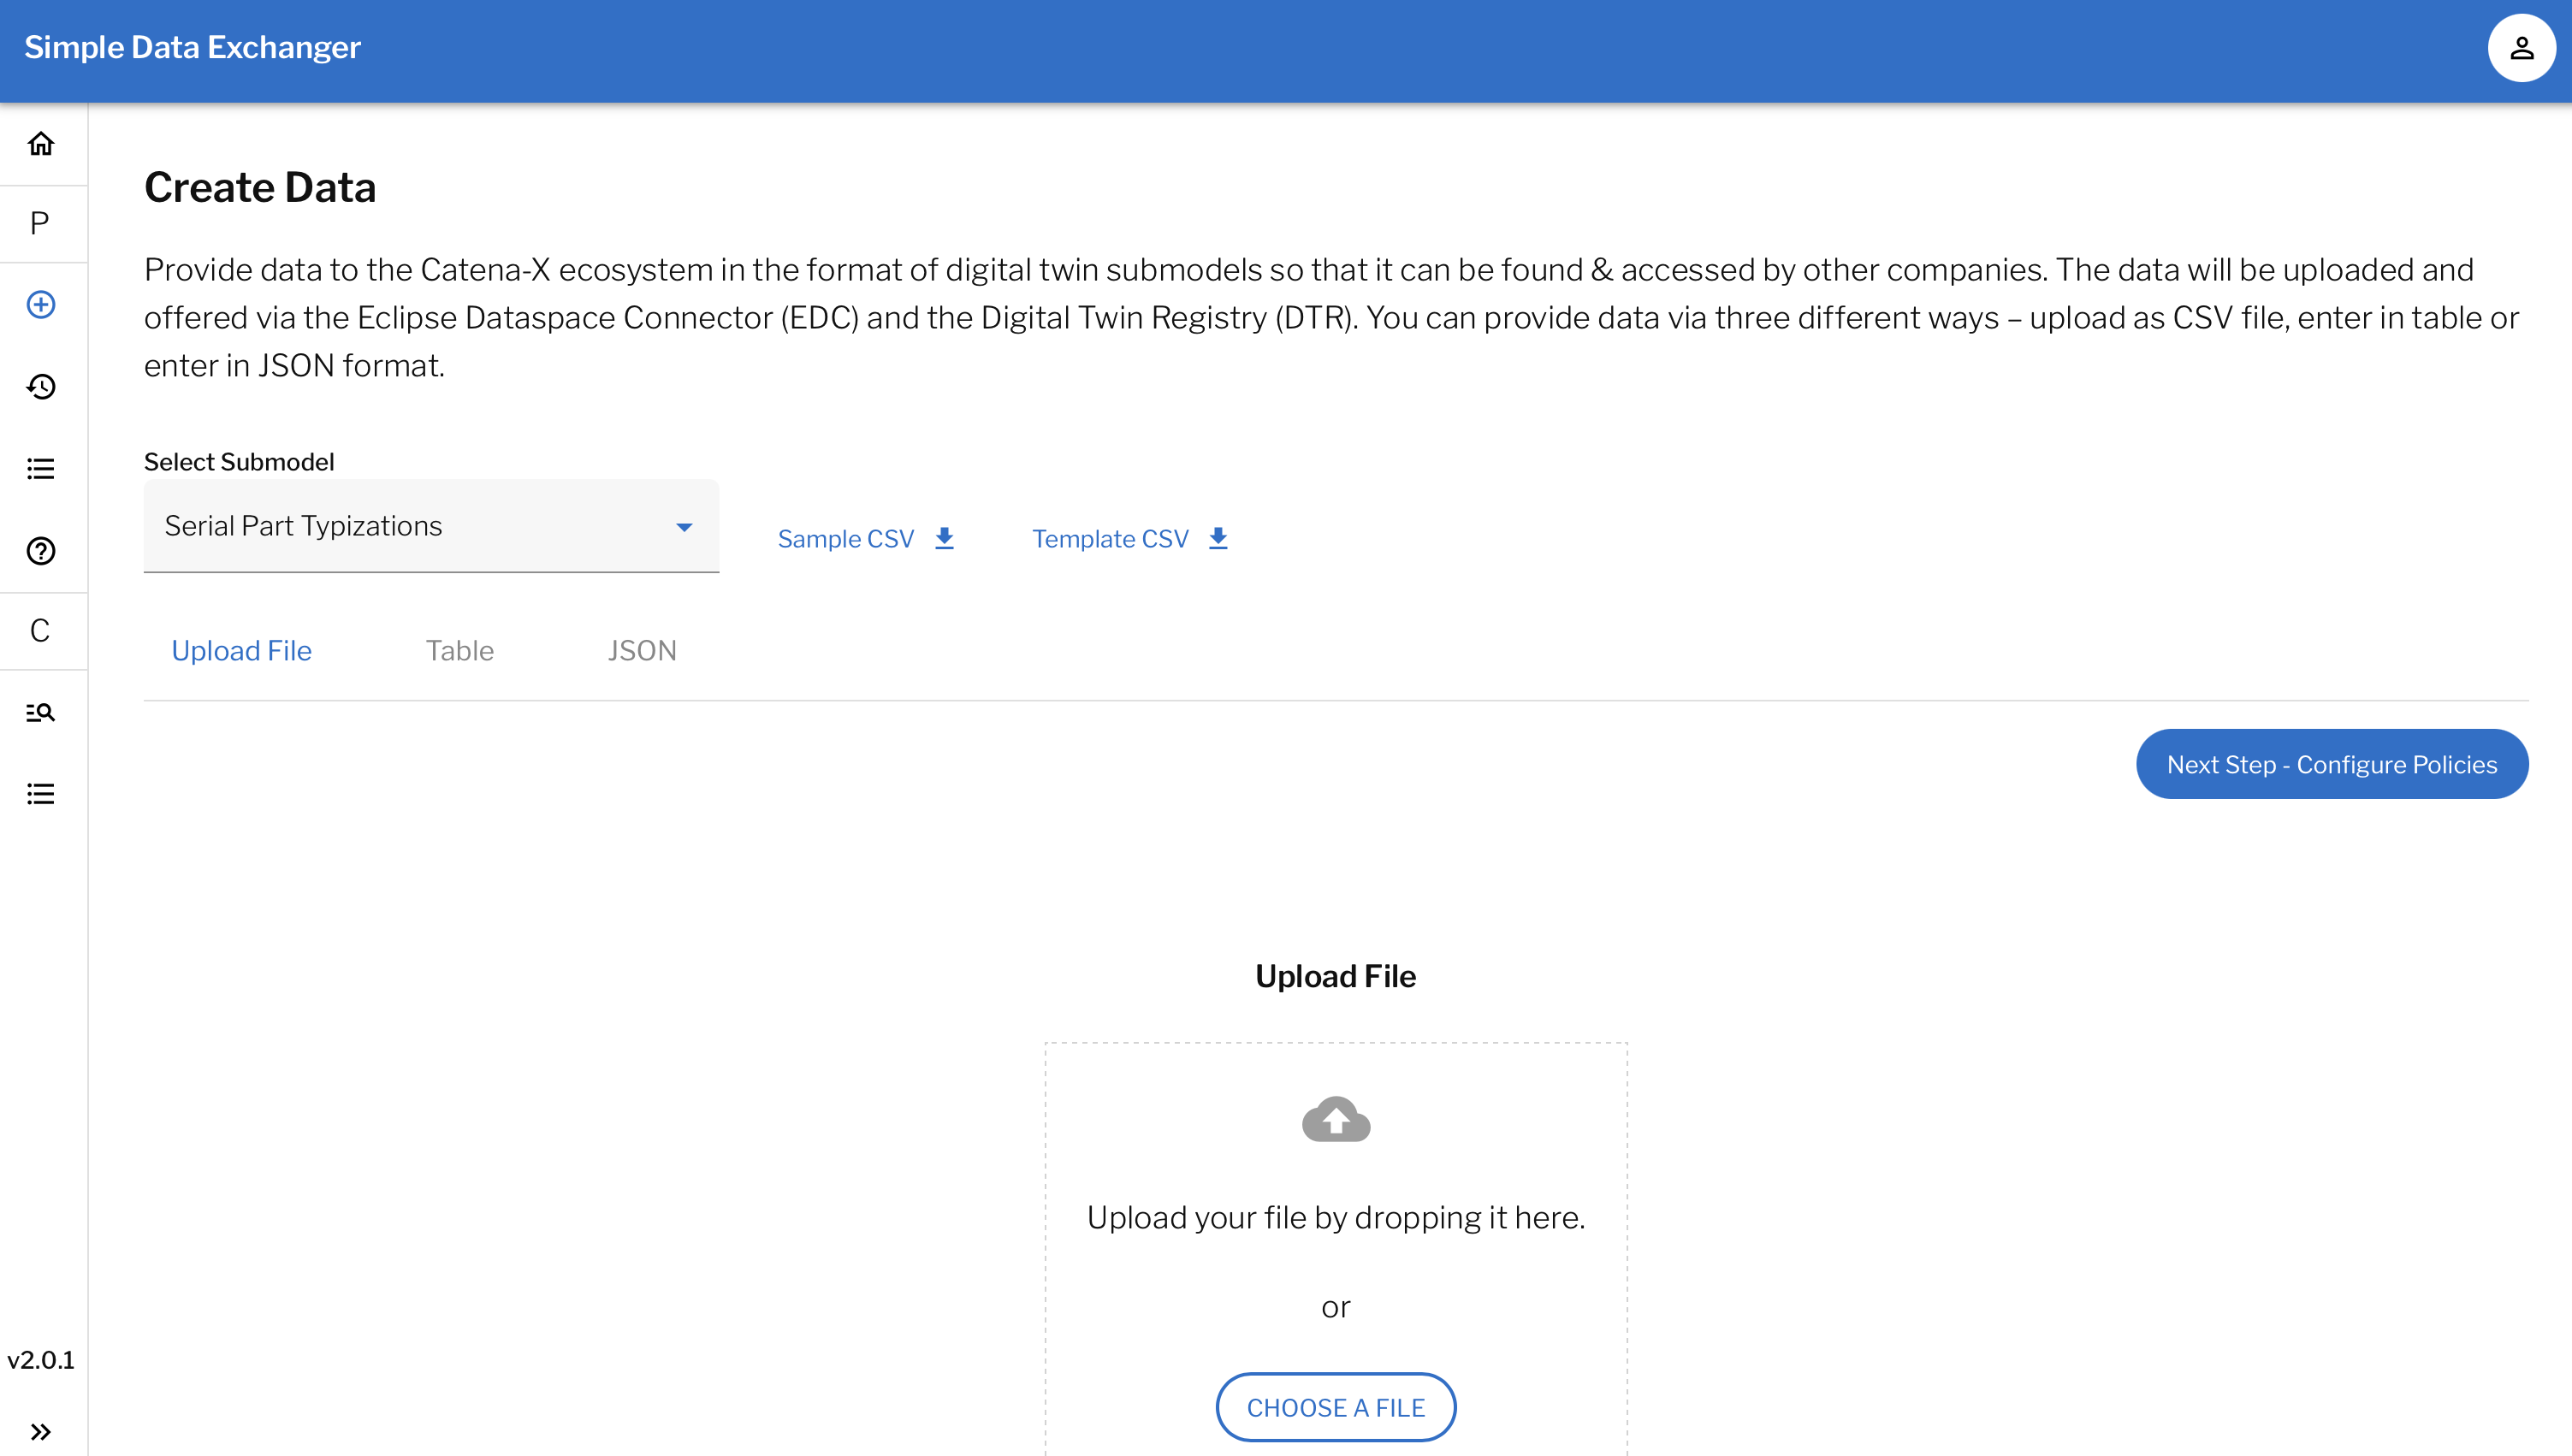 Simple Data Exchanger
P
C
v2.0.1
Create Data
Provide data to the Catena-X ecosystem in the format of digital twin submodels so that it can be found & accessed by other companies. The data will be uploaded and
offered via the Eclipse Dataspace Connector (EDC) and the Digital Twin Registry (DTR). You can provide data via three different ways – upload as CSV file, enter in table or
enter in JSON format.
Select Submodel
Serial Part Typizations
Sample CSV
Template CSV
Upload File
Table
JSON
Next Step - Configure Policies
Upload File
Upload your file by dropping it here.
or
CHOOSE A FILE